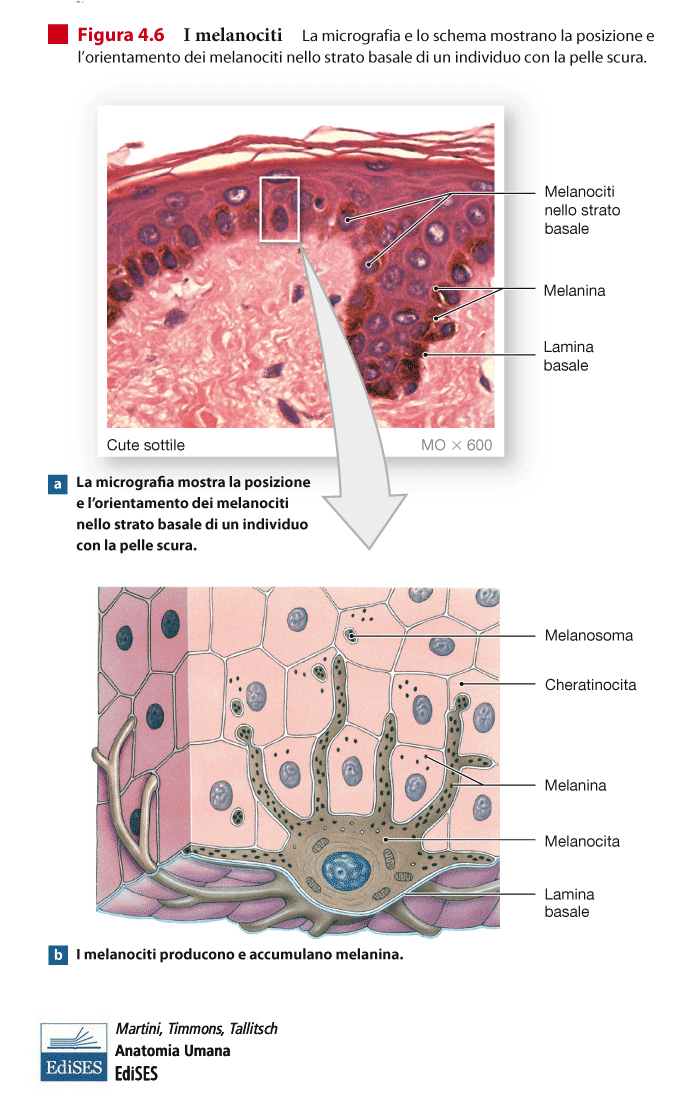 Figura 4.6 I melanociti La micrografia e lo schema mostrano la posizione e
l'orientamento dei melanociti nello strato basale di un individuo con la pelle scura.
Melanociti
nello strato
basale
Melanina
Lamina
basale
Cute sottile MO × 600
a La micrografia mostra la posizione
e l'orientamento dei melanociti
nello strato basale di un individuo
con la pelle scura.
Melanosoma
Cheratinocita
Melanina
Melanocita
Lamina
basale
b I melanociti producono e accumulano melanina.
Martini, Timmons, Tallitsch
Anatomia Umana
EdiSES
EdiSES